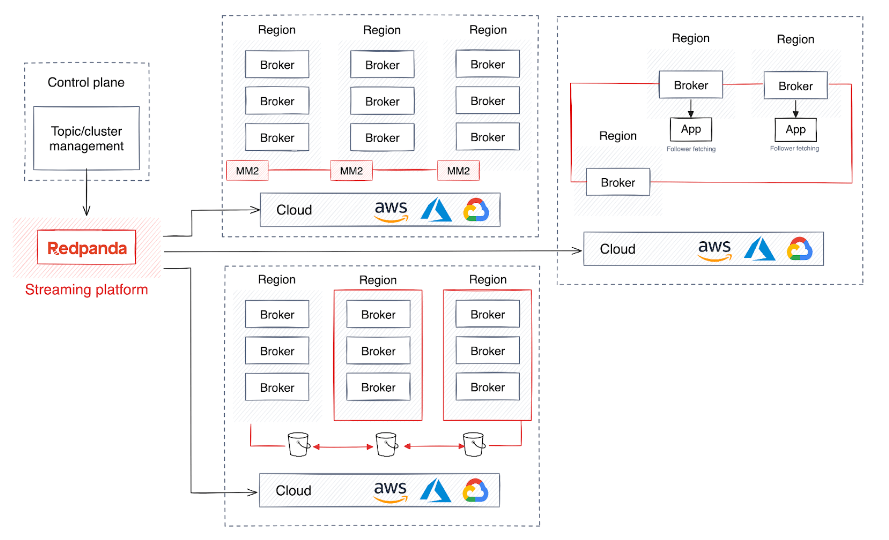 Control plane
Topic/cluster
management
Redpanda
Streaming platform
Region
Region
Region
Broker
Broker
Broker
Broker
Broker
Broker
Broker
Broker
Broker
MM2
MM2
MM2
Cloud
aws
Region
Region
Broker
Broker
App
App
Follower fetching
Follower fetching
Region
Broker
Cloud
aws
Region
Region
Region
Broker
Broker
Broker
Broker
Broker
Broker
Broker
Broker
Broker
Cloud
aws